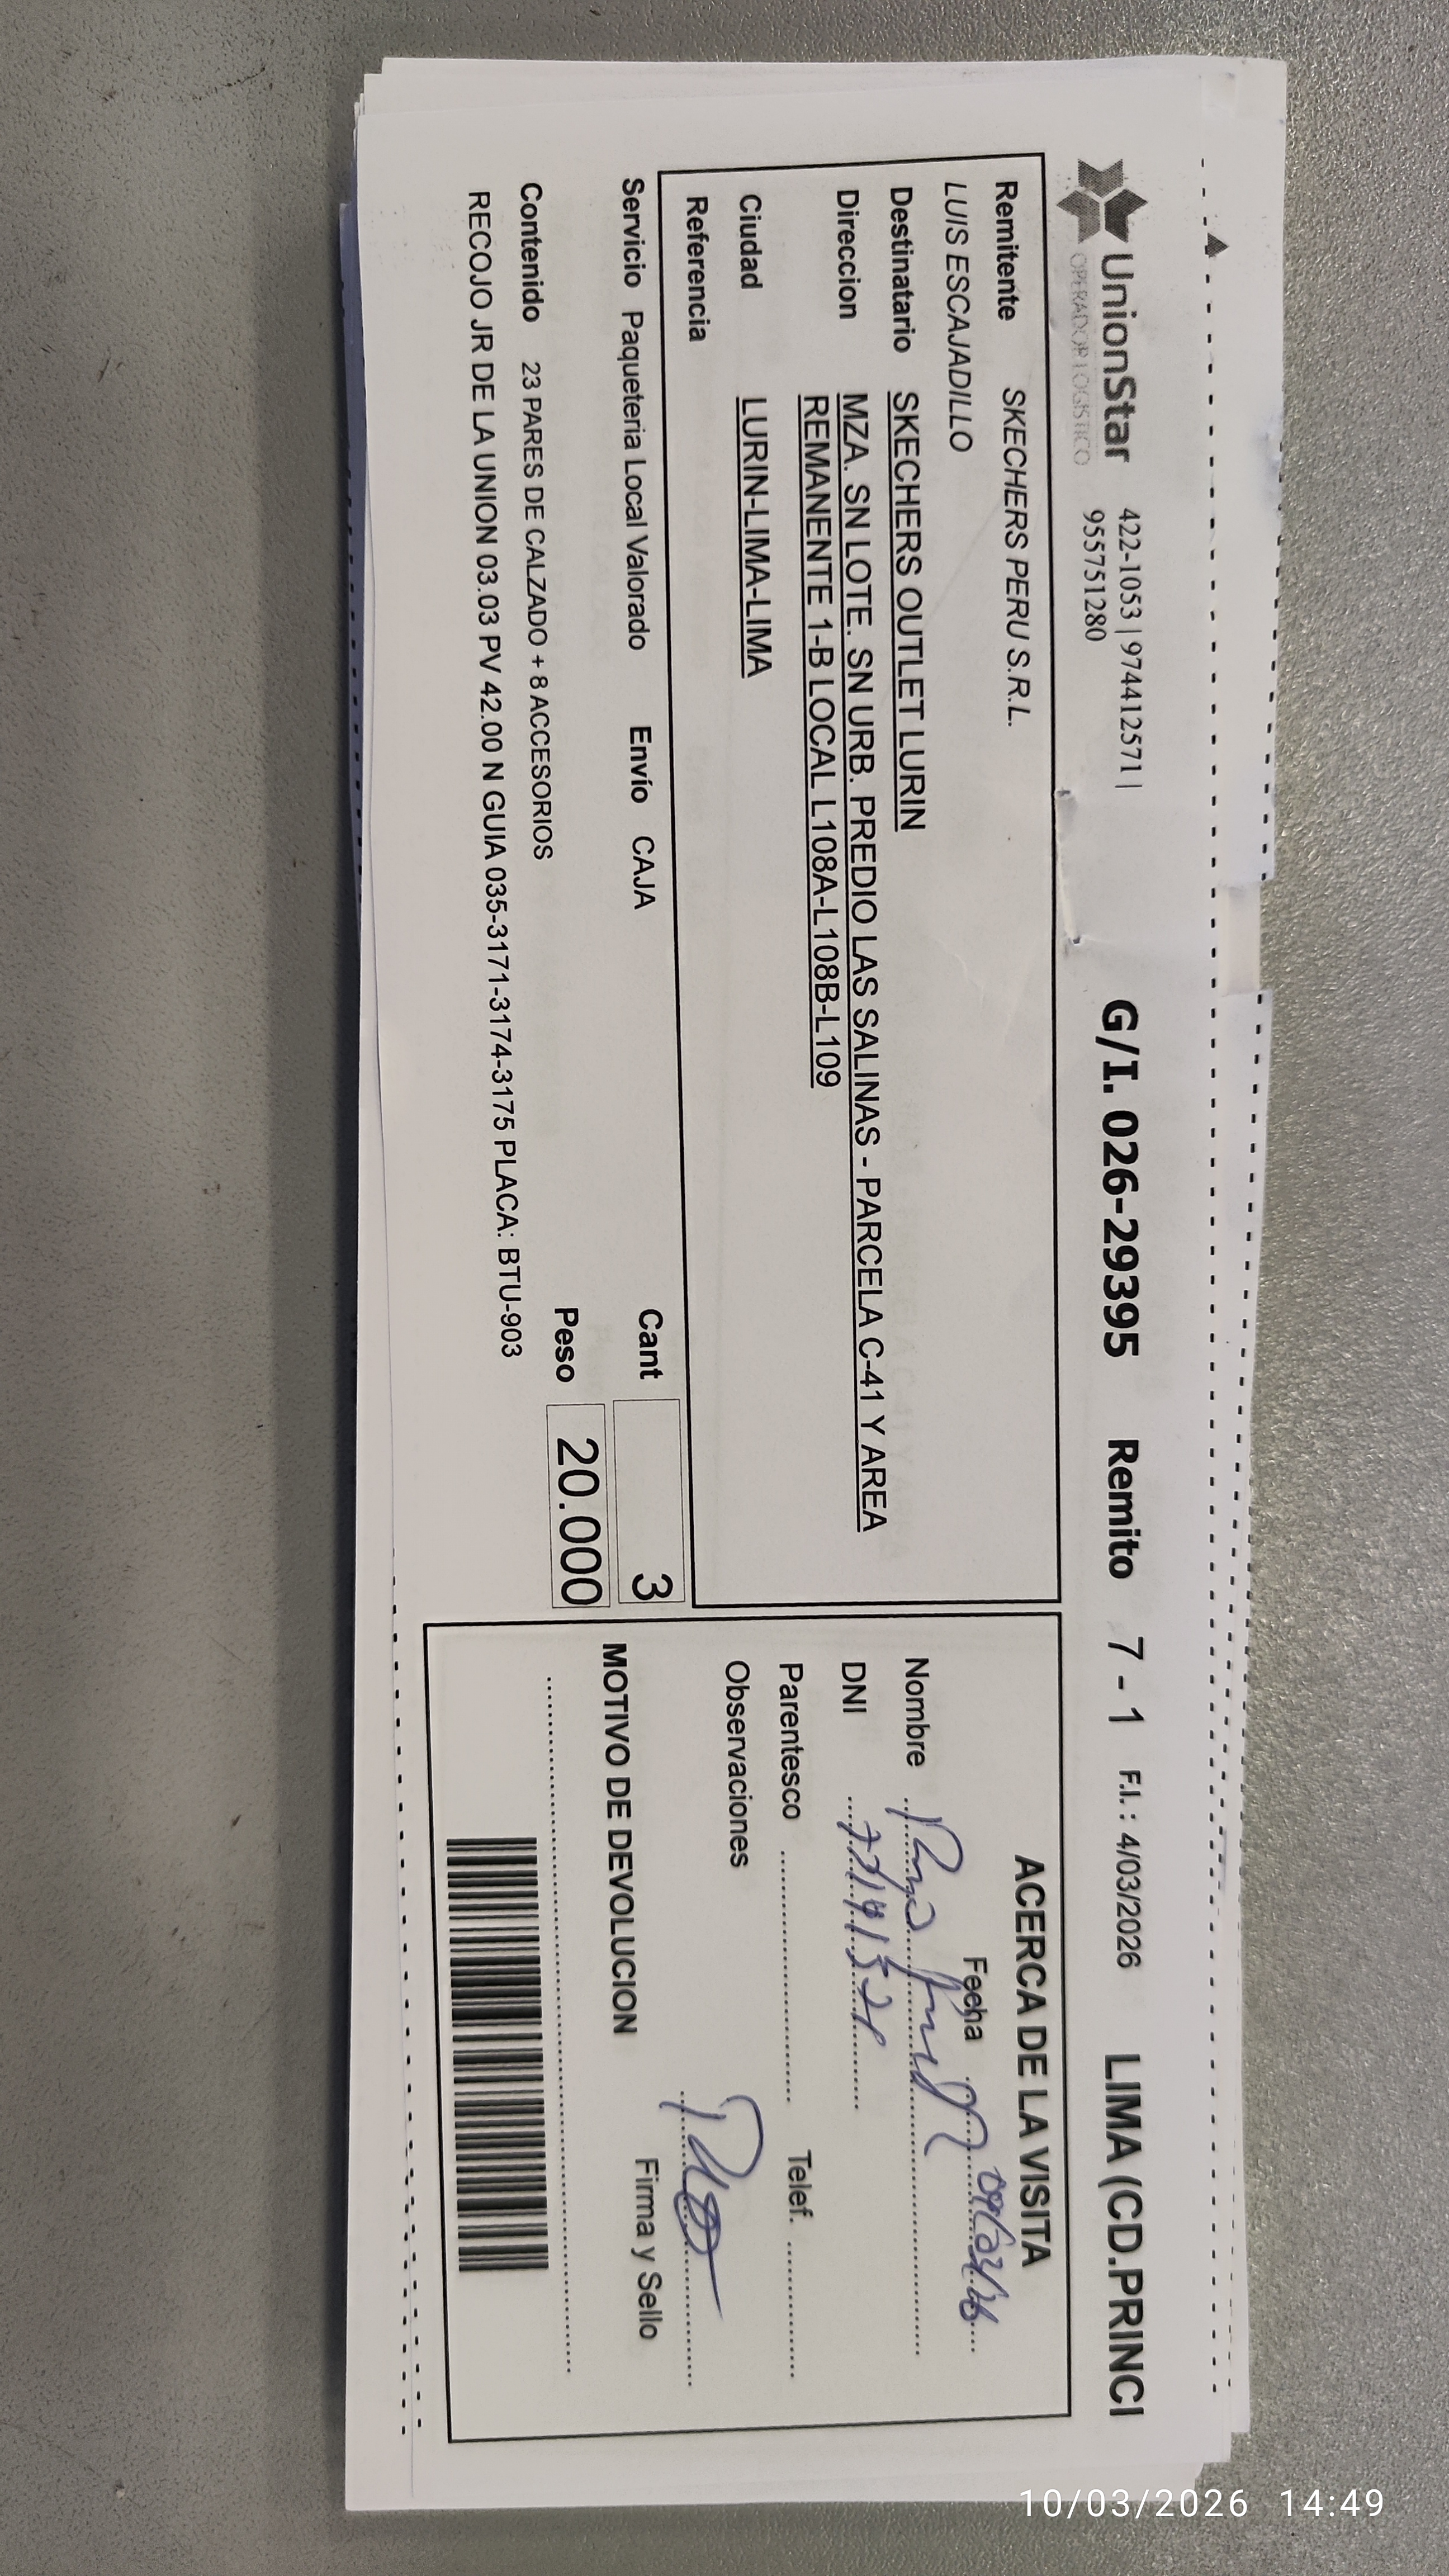 UnionStar
OPERADOR LOGISTICO
422-1053 | 974412571 |
955751280
G/I. 026-29395 Remito 7 - 1 F.I. : 4/03/2026 LIMA (CD.PRINCI
Remitente SKECHERS PERU S.R.L.
LUIS ESCAJADILLO
Destinatario SKECHERS OUTLET LURIN
Direccion MZA. SN LOTE. SN URB. PREDIO LAS SALINAS - PARCELA C-41 Y AREA
REMANENTE 1-B LOCAL L108A-L108B-L109
Ciudad LURIN-LIMA-LIMA
Referencia
Servicio Paqueteria Local Valorado Envío CAJA Cant 3
Contenido 23 PARES DE CALZADO + 8 ACCESORIOS Peso 20.000
RECOJO JR DE LA UNION 03.03 PV 42.00 N GUIA 035-3171-3174-3175 PLACA: BTU-903
ACERCA DE LA VISITA
Fecha
Nombre
DNI
Parentesco Telef.
Observaciones
Firma y Sello
MOTIVO DE DEVOLUCION
10/03/2026 14:49